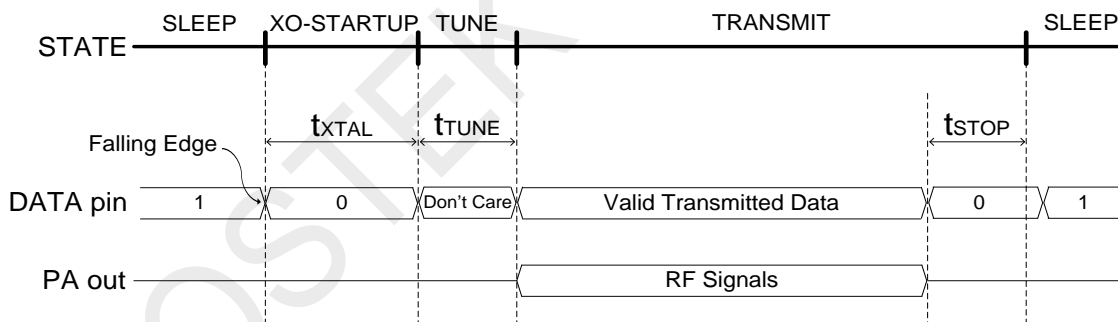 SLEEP XO-STARTUP TUNE TRANSMIT SLEEP
STATE
tXTAL tTUNE tSTOP
Falling Edge
DATA pin 1 0 Don't Care Valid Transmitted Data 0 1
PA out RF Signals
OSTEK